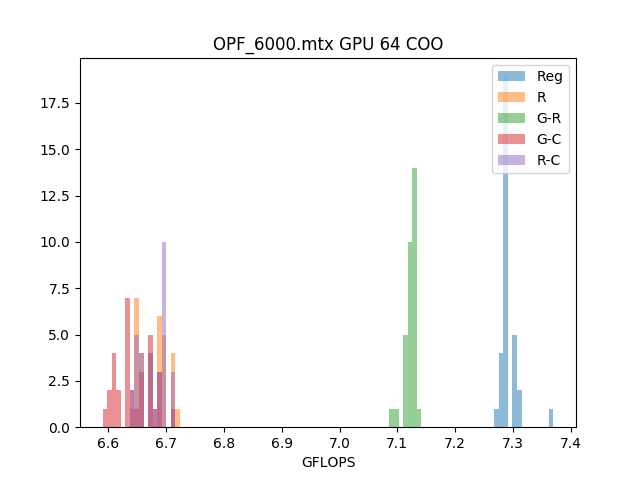 OPF_6000.mtx GPU 64 COO
Reg
R
G-R
G-C
R-C
17.5
15.0
12.5
10.0
7.5
5.0
2.5
0.0
6.6 6.7 6.8 6.9 7.0 7.1 7.2 7.3 7.4
GFLOPS